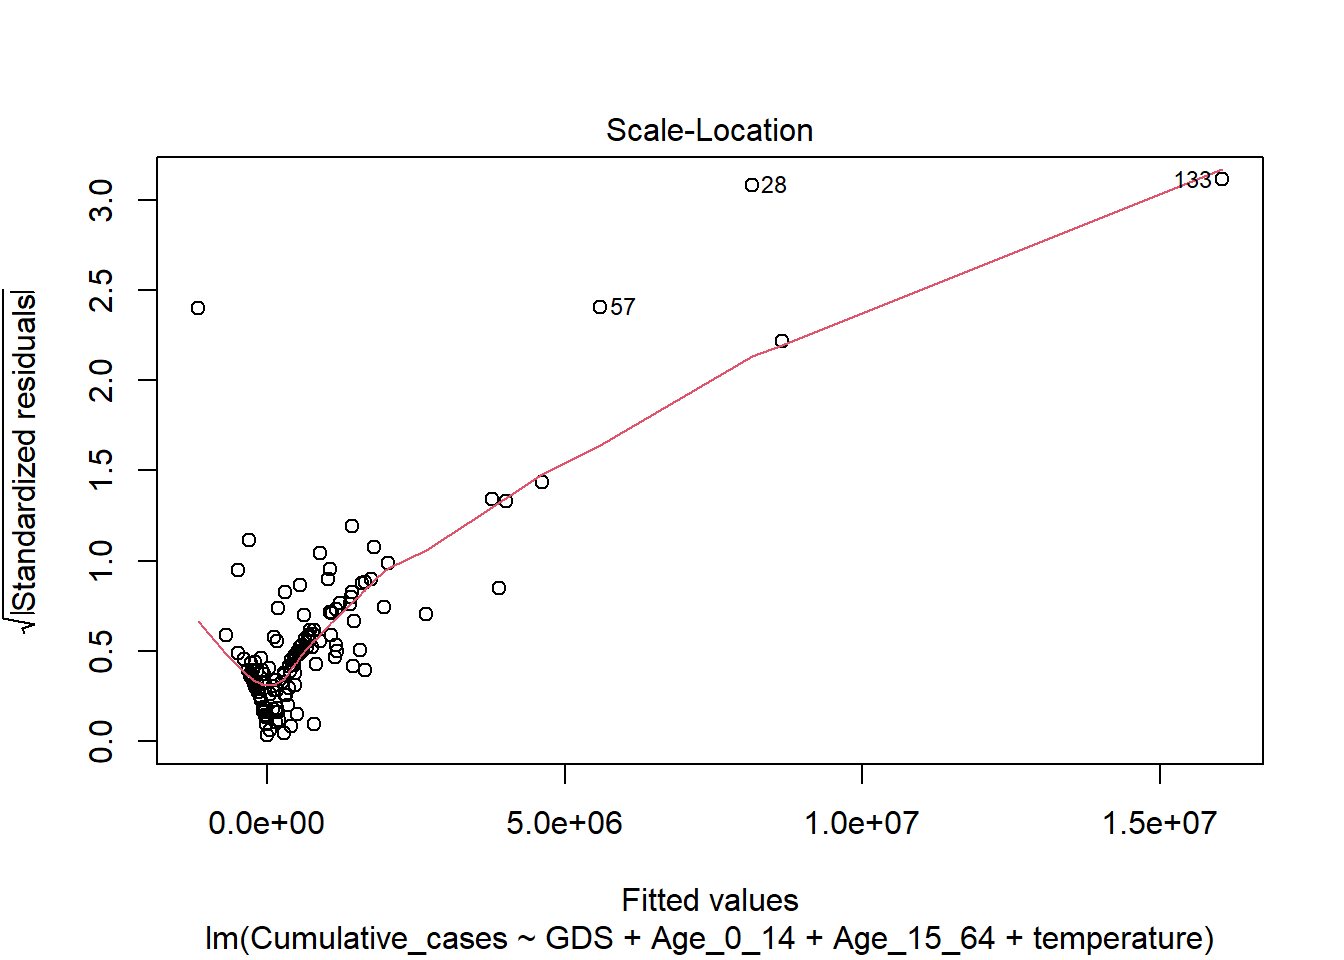 Scale-Location
√|Standardized residuals|
3.0
2.5
2.0
1.5
1.0
0.5
0.0
28
133
57
0.0e+00 5.0e+06 1.0e+07 1.5e+07
Fitted values
lm(Cumulative_cases ~ GDS + Age_0_14 + Age_15_64 + temperature)